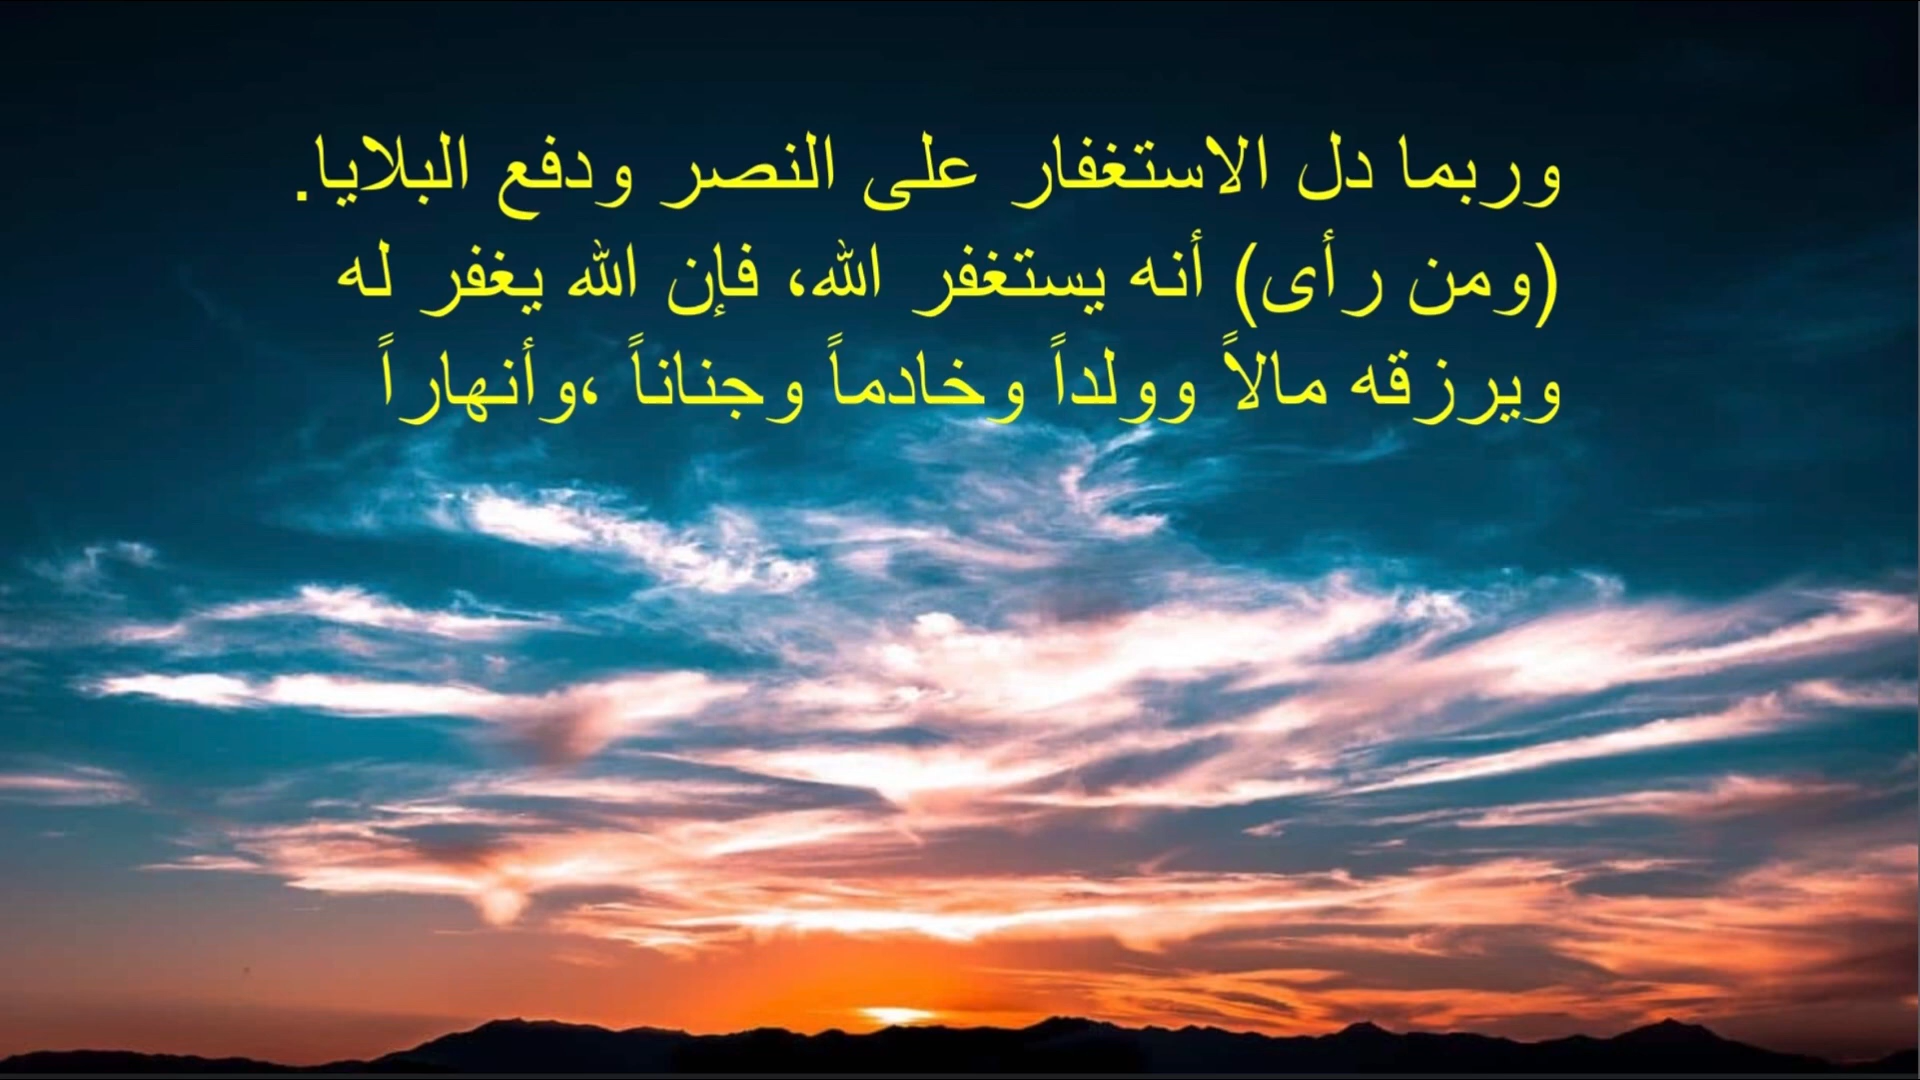 وربما دل الاستغفار على النصر ودفع البلايا.
(ومن رأى) أنه يستغفر الله، فإن الله يغفر له
ويرزقه مالاً وولداً وخادماً وجناناً ،وأنهاراً